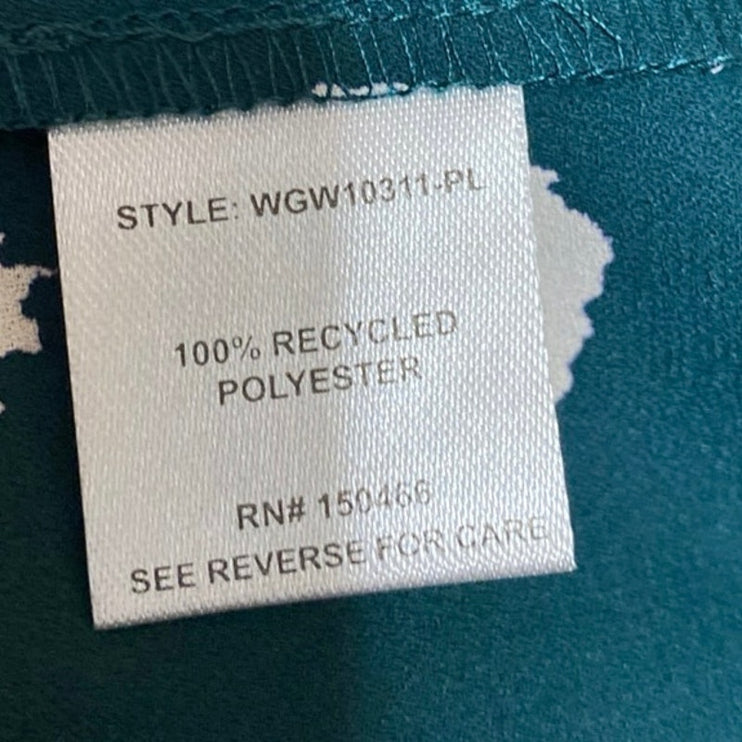 STYLE: WGW10311-PL
100% RECYCLED
POLYESTER
RN# 150466
SEE REVERSE FOR CARE